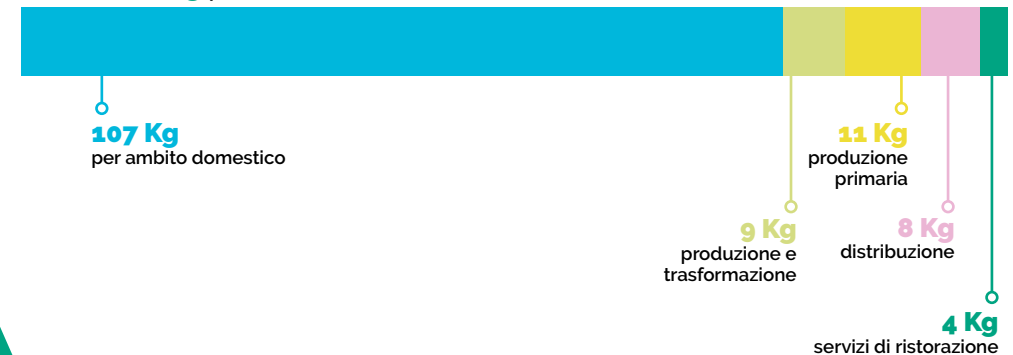 107 Kg
per ambito domestico
11 Kg
produzione
primaria
9 Kg
produzione e
trasformazione
8 Kg
distribuzione
4 Kg
servizi di ristorazione